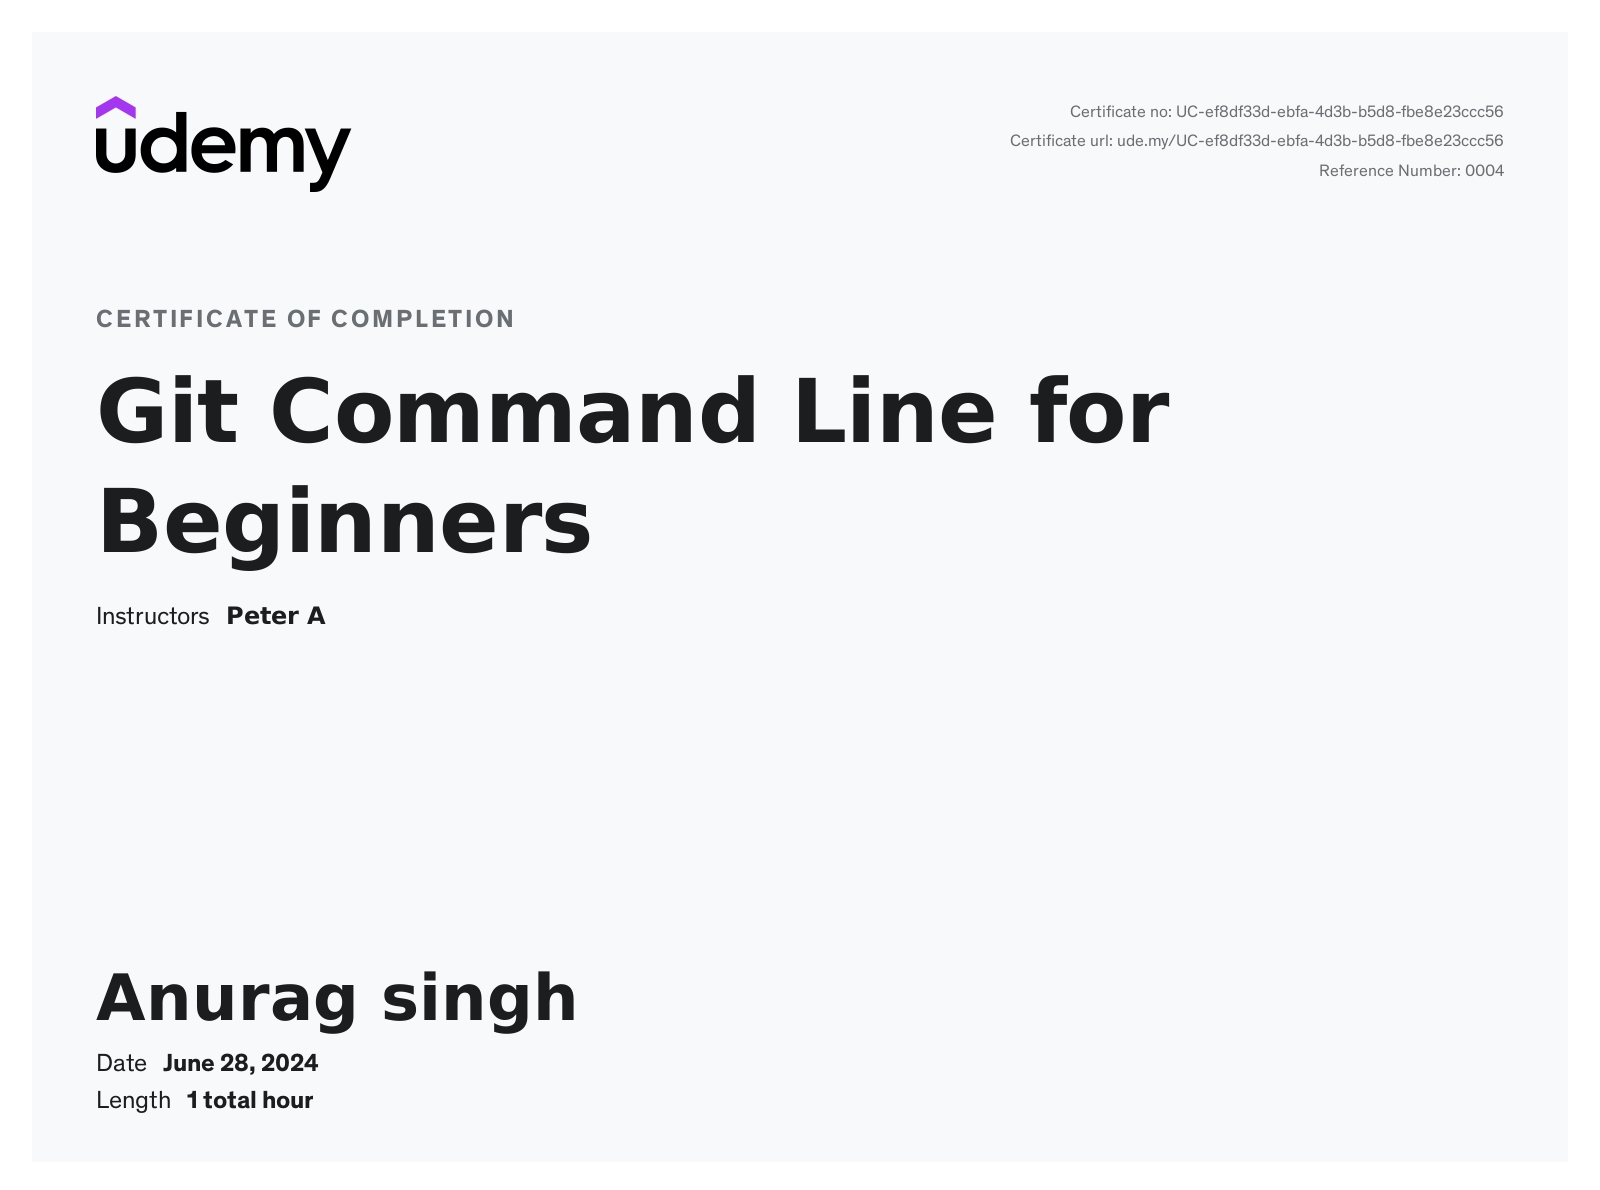 udemy
Certificate no: UC-ef8df33d-ebfa-4d3b-b5d8-fbe8e23ccc56
Certificate url: ude.my/UC-ef8df33d-ebfa-4d3b-b5d8-fbe8e23ccc56
Reference Number: 0004
CERTIFICATE OF COMPLETION
Git Command Line for
Beginners
Instructors Peter A
Anurag singh
Date June 28, 2024
Length 1 total hour